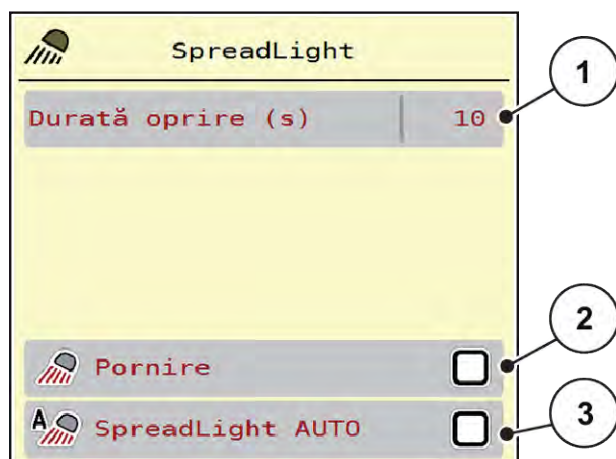 SpreadLight
Durată oprire (s) 10
1
Pornire
2
A
SpreadLight AUTO
3